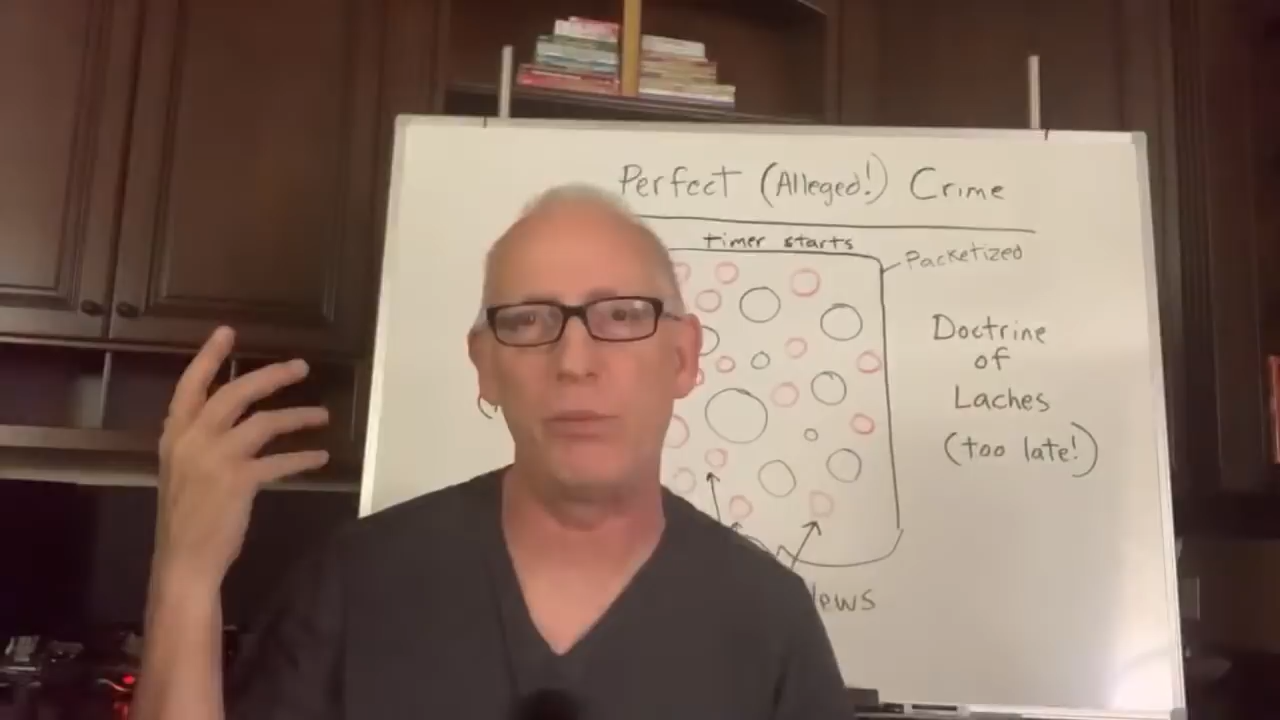 Perfect (Alleged!) Crime
timer starts
Packetized
Doctrine
of
Laches
(too late!)